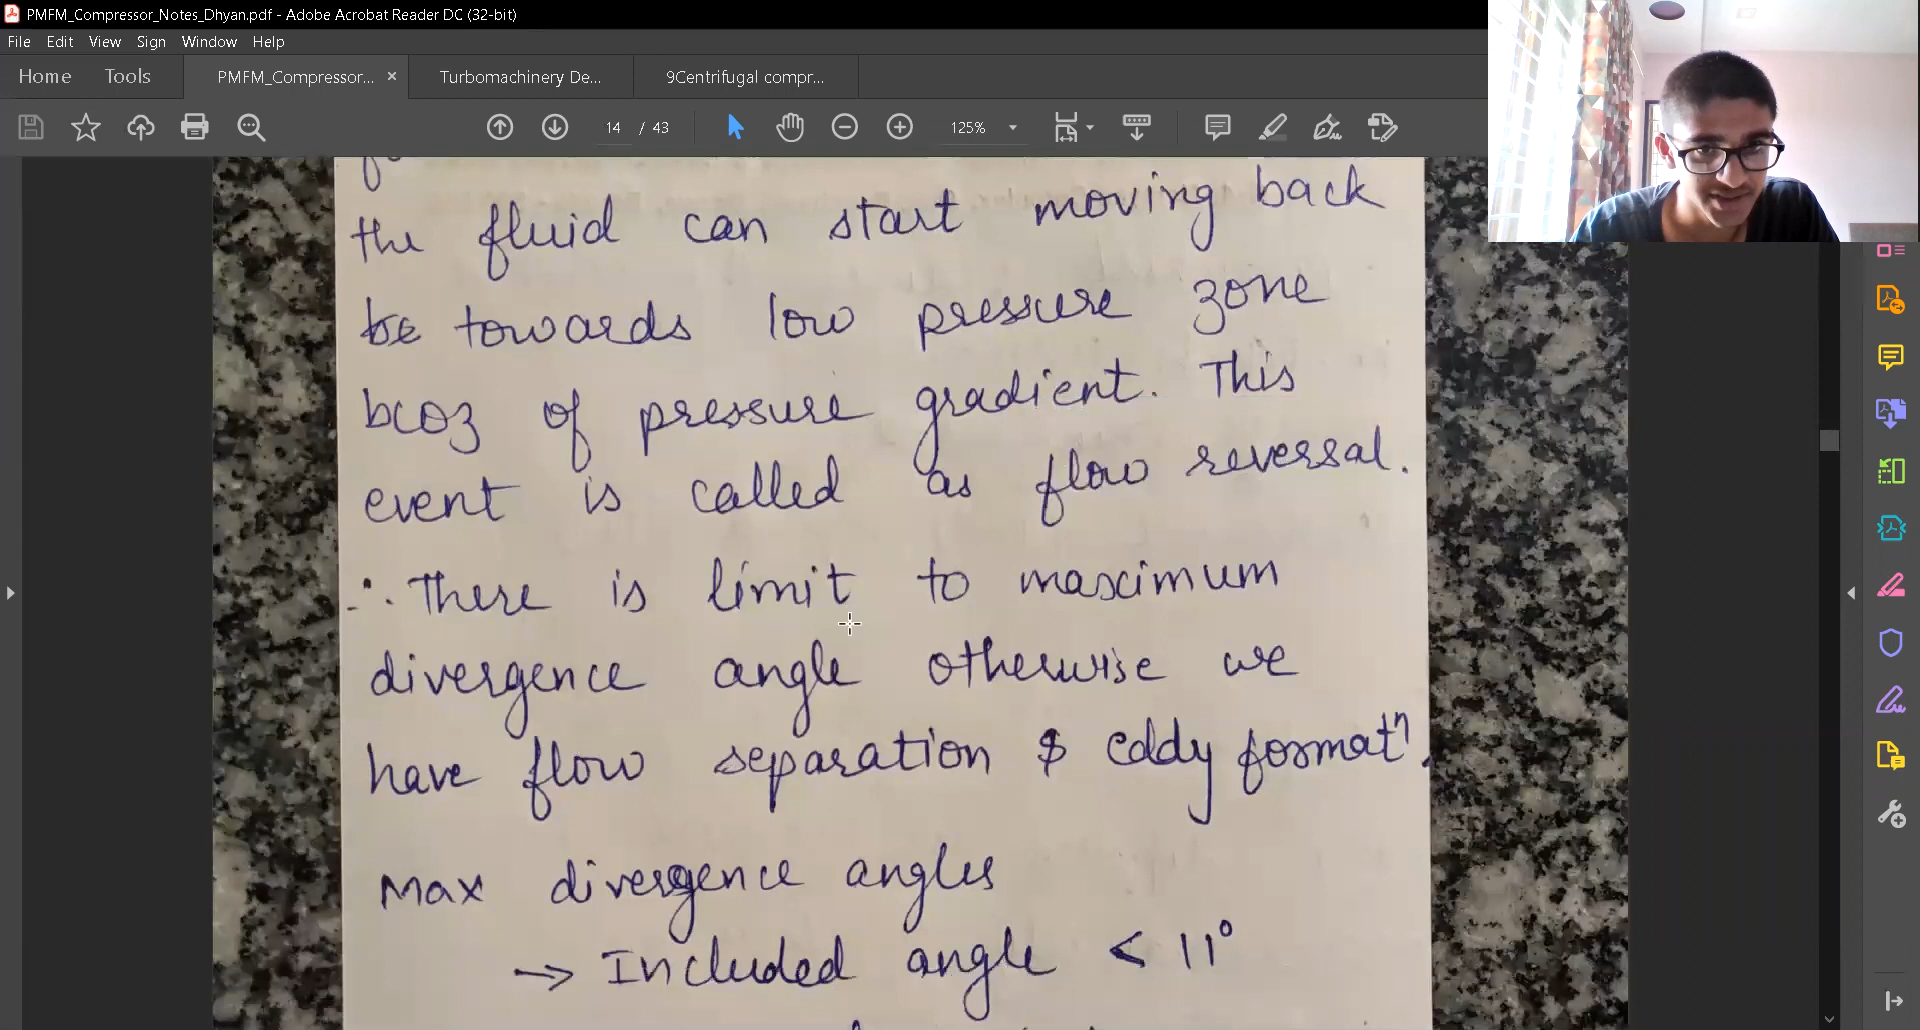 PMFM_Compressor_Notes_Dhyan.pdf - Adobe Acrobat Reader DC (32-bit)
File Edit View Sign Window Help
Home Tools PMFM_Compressor... × Turbomachinery De... 9Centrifugal compr...
14 / 43 125%
the fluid can start moving back
be towards low pressure zone
bcoz of pressure gradient. This
event is called as flow reversal.
∴ There is limit to maximum
divergence angle otherwise we
have flow separation & eddy formatⁿ.
Max divergence angles
→ Included angle < 11°